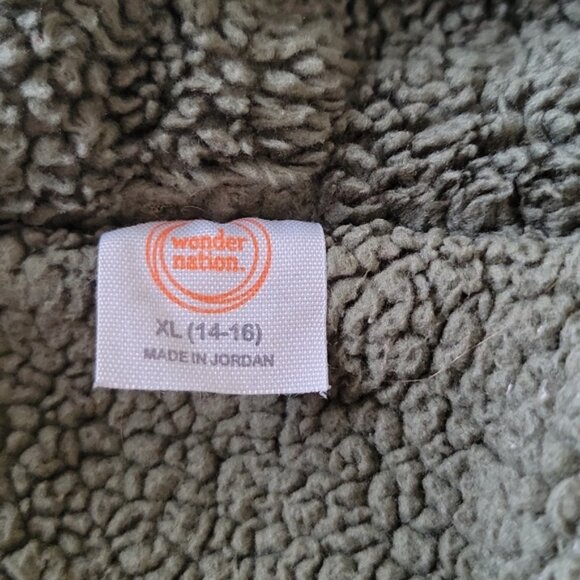 wonder
nation.
XL (14-16)
MADE IN JORDAN